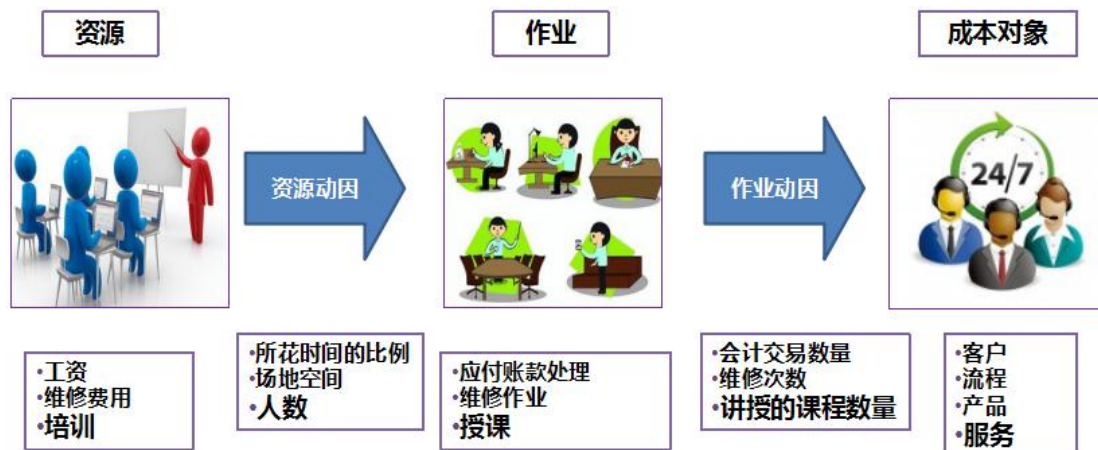 资源
作业
成本对象
资源动因
作业动因
24/7
•工资
•维修费用
•培训
•所花时间的比例
•场地空间
•人数
•应付账款处理
•维修作业
•授课
•会计交易数量
•维修次数
•讲授的课程数量
•客户
•流程
•产品
•服务